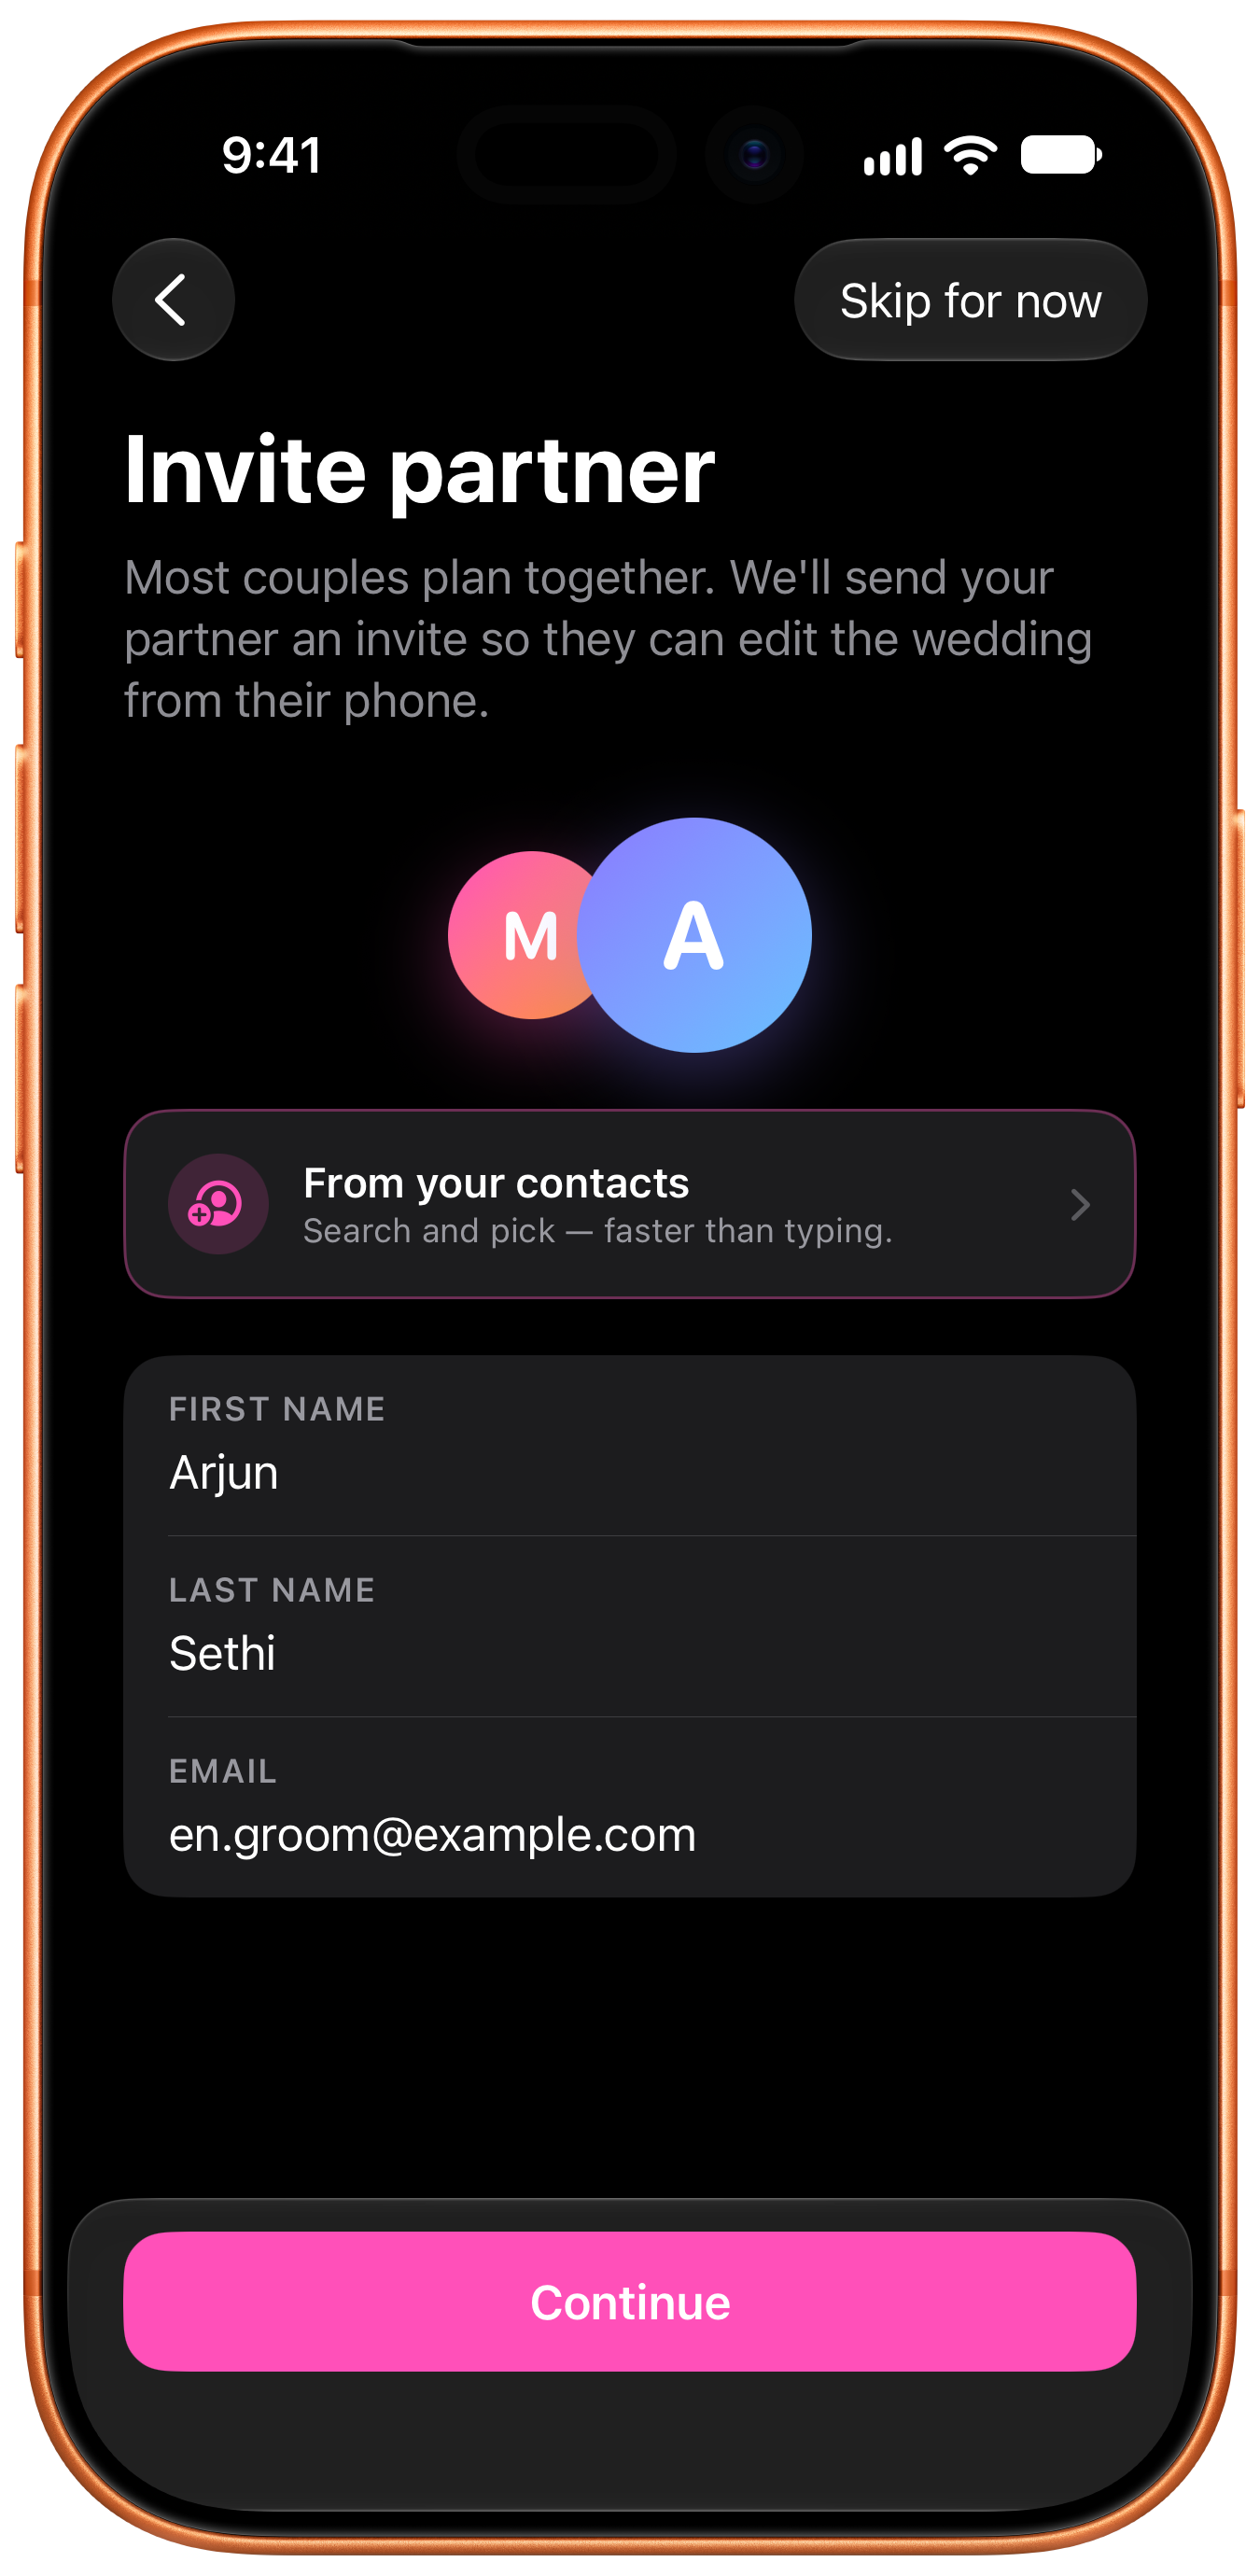 9:41
Skip for now
Invite partner
Most couples plan together. We'll send your
partner an invite so they can edit the wedding
from their phone.
M
A
From your contacts
Search and pick — faster than typing.
FIRST NAME
Arjun
LAST NAME
Sethi
EMAIL
en.groom@example.com
Continue